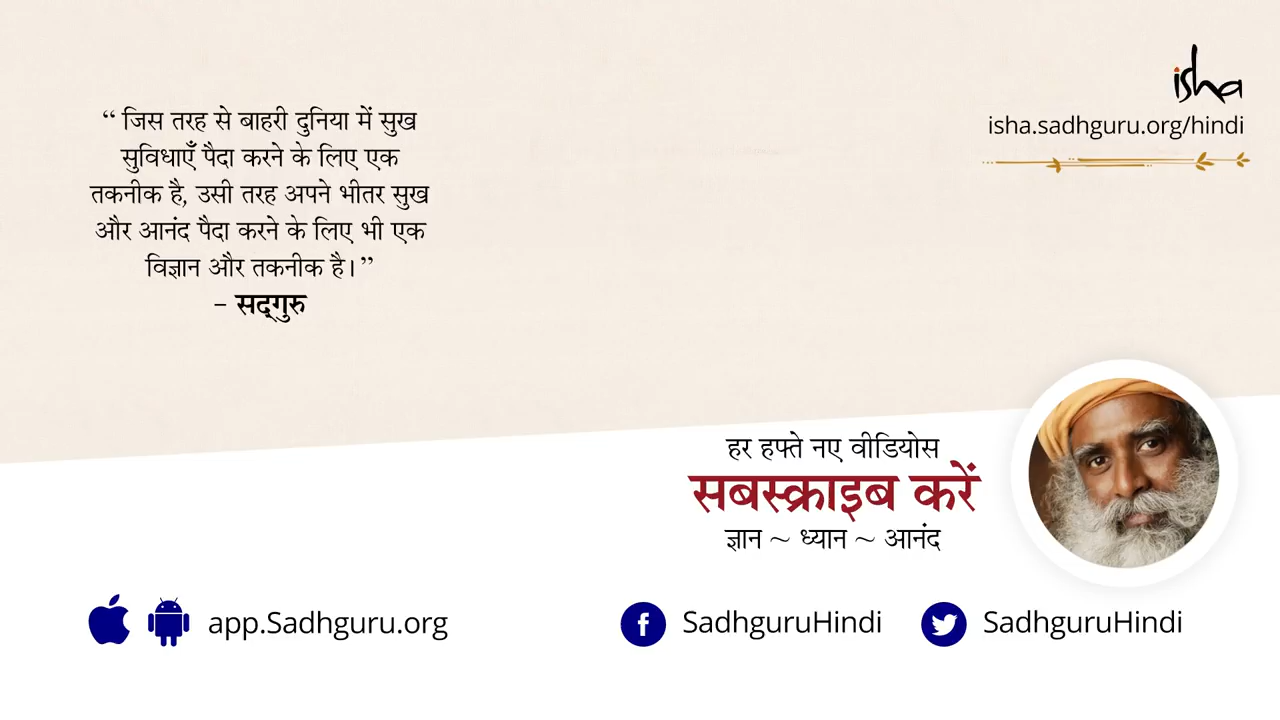 “ जिस तरह से बाहरी दुनिया में सुख
सुविधाएँ पैदा करने के लिए एक
तकनीक है, उसी तरह अपने भीतर सुख
और आनंद पैदा करने के लिए भी एक
विज्ञान और तकनीक है।”
- सद्‌गुरु
isha
isha.sadhguru.org/hindi
हर हफ्ते नए वीडियोस
सबस्क्राइब करें
ज्ञान ~ ध्यान ~ आनंद
app.Sadhguru.org
SadhguruHindi
SadhguruHindi